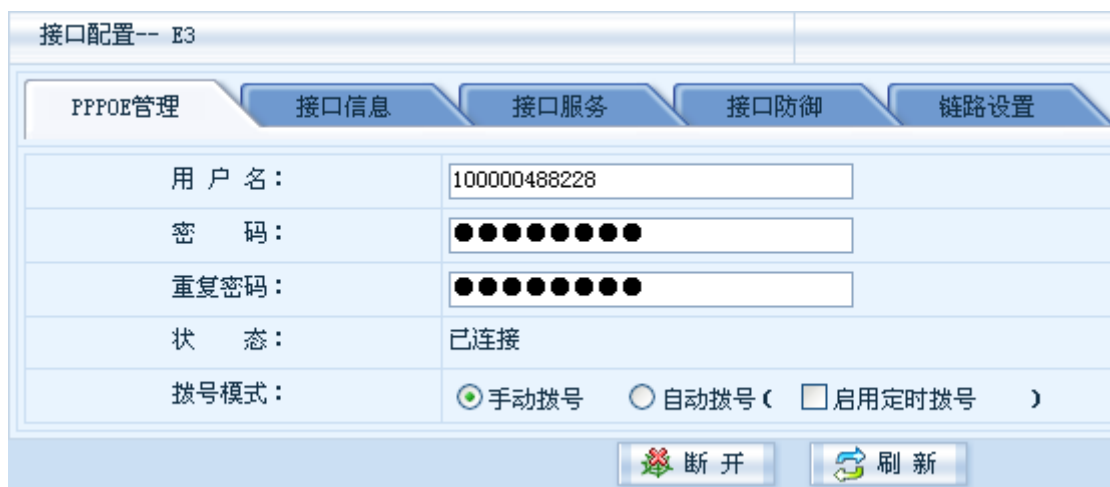 接口配置-- E3
PPPOE管理 接口信息 接口服务 接口防御 链路设置
用 户 名： 100000488228
密 码： ●●●●●●●●
重复密码： ●●●●●●●●
状 态： 已连接
拨号模式： 手动拨号 自动拨号( 启用定时拨号 )
断 开 刷 新